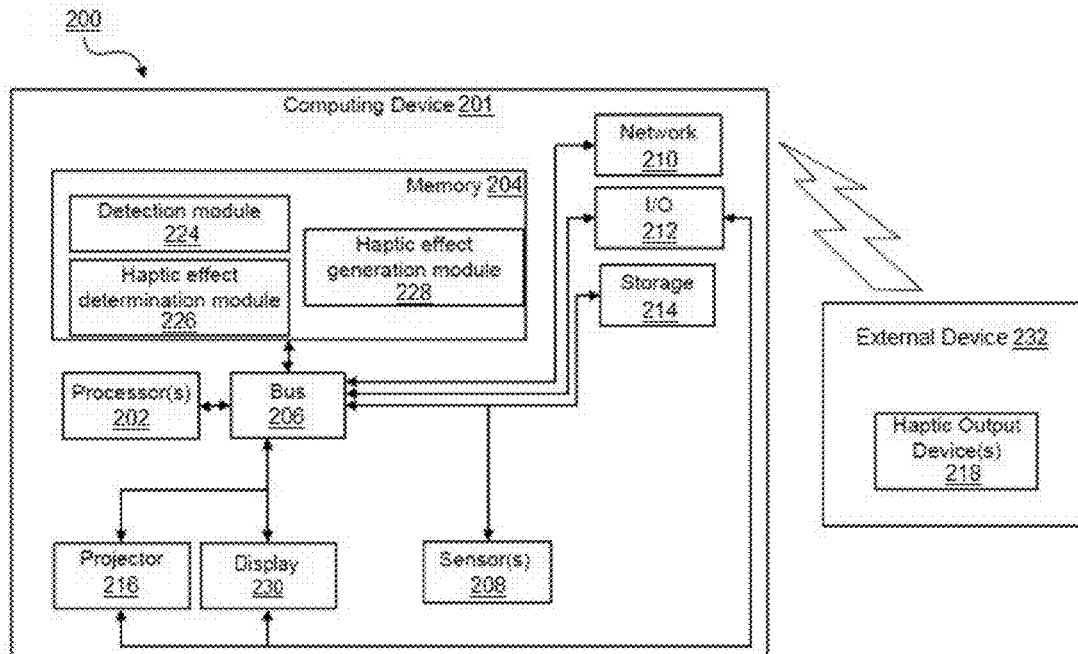 200
Computing Device 201
Network
210
Memory 204
Detection module
224
I/O
212
Haptic effect
generation module
228
Haptic effect
determination module
226
Storage
214
External Device 232
Processor(s)
202
Bus
206
Haptic Output
Device(s)
218
Projector
216
Display
230
Sensor(s)
208